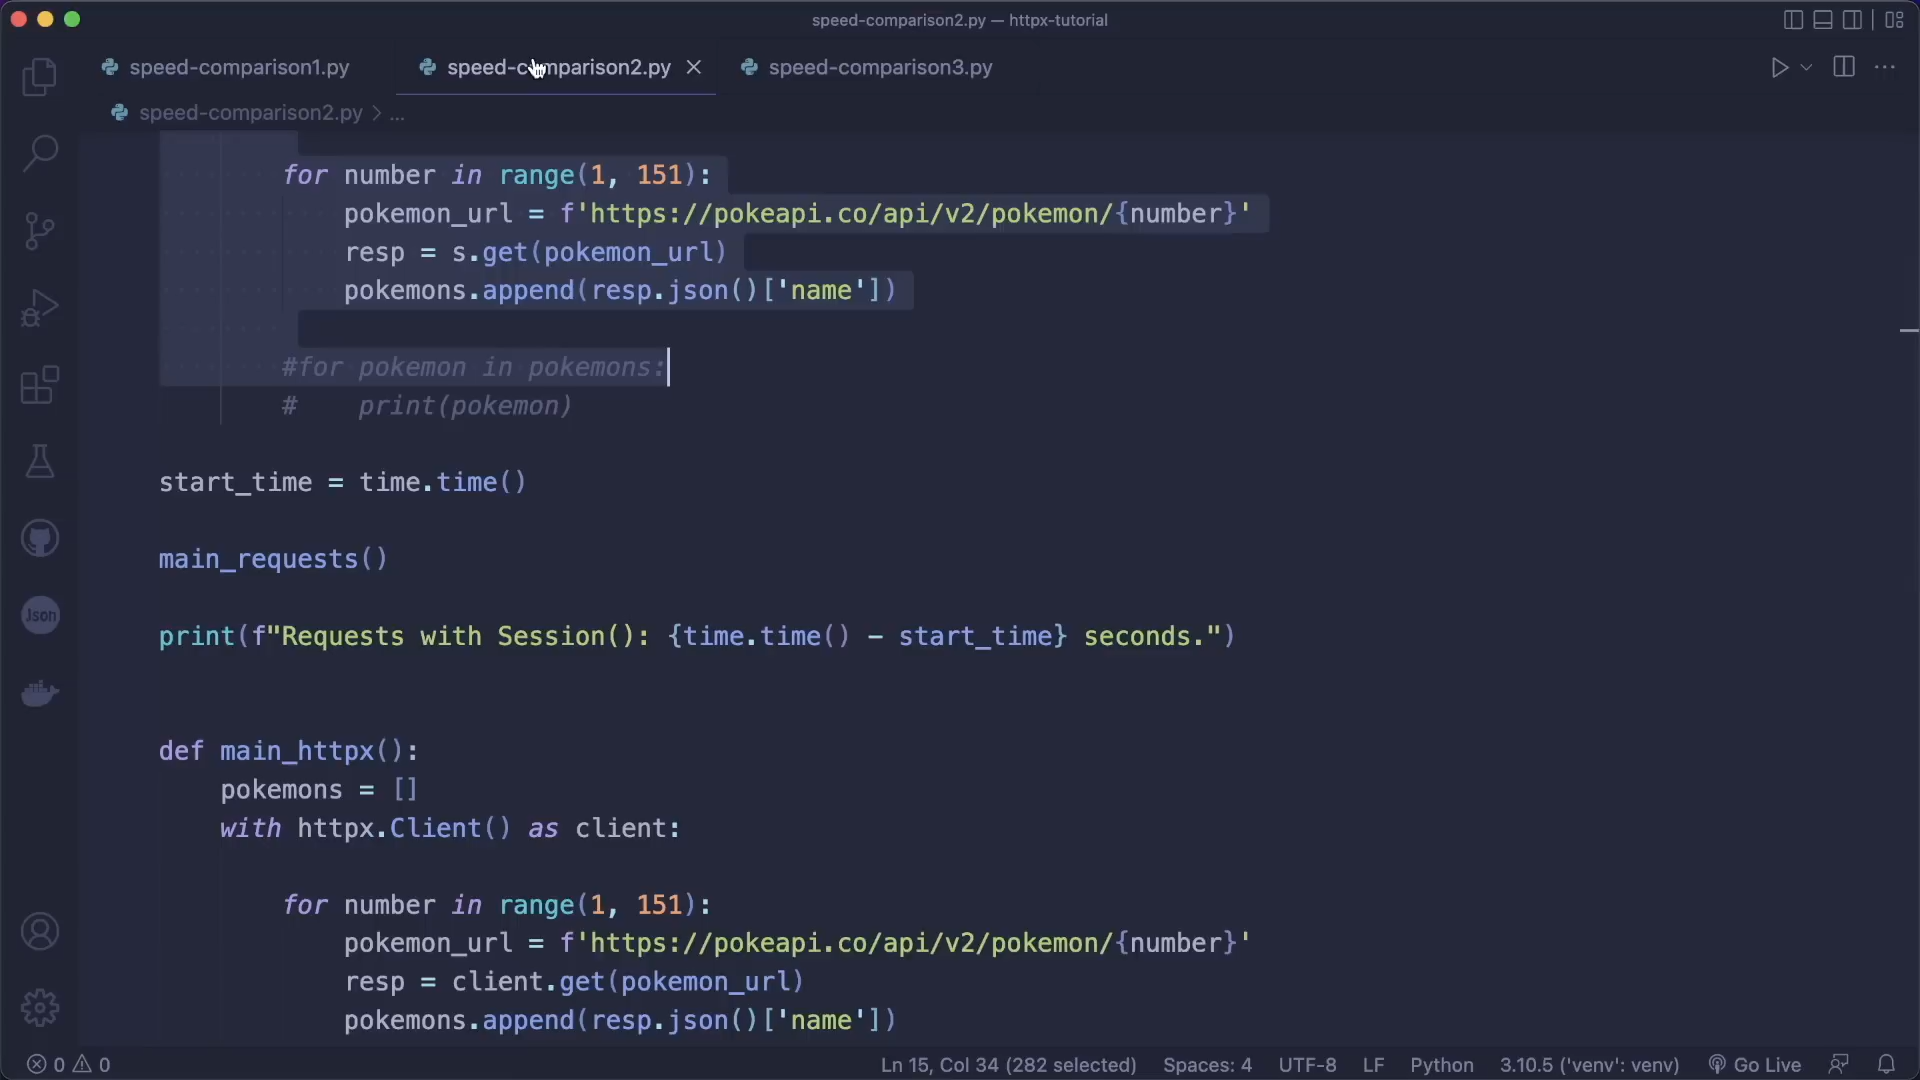 speed-comparison2.py — httpx-tutorial
speed-comparison1.py
speed-comparison2.py
speed-comparison3.py
speed-comparison2.py > ...
for number in range(1, 151):
pokemon_url = f'https://pokeapi.co/api/v2/pokemon/{number}'
resp = s.get(pokemon_url)
pokemons.append(resp.json()['name'])
#for pokemon in pokemons:
#    print(pokemon)
start_time = time.time()
main_requests()
print(f"Requests with Session(): {time.time() - start_time} seconds.")
def main_httpx():
pokemons = []
with httpx.Client() as client:
for number in range(1, 151):
pokemon_url = f'https://pokeapi.co/api/v2/pokemon/{number}'
resp = client.get(pokemon_url)
pokemons.append(resp.json()['name'])
Json
0 0 Ln 15, Col 34 (282 selected) Spaces: 4 UTF-8 LF Python 3.10.5 ('venv': venv) Go Live